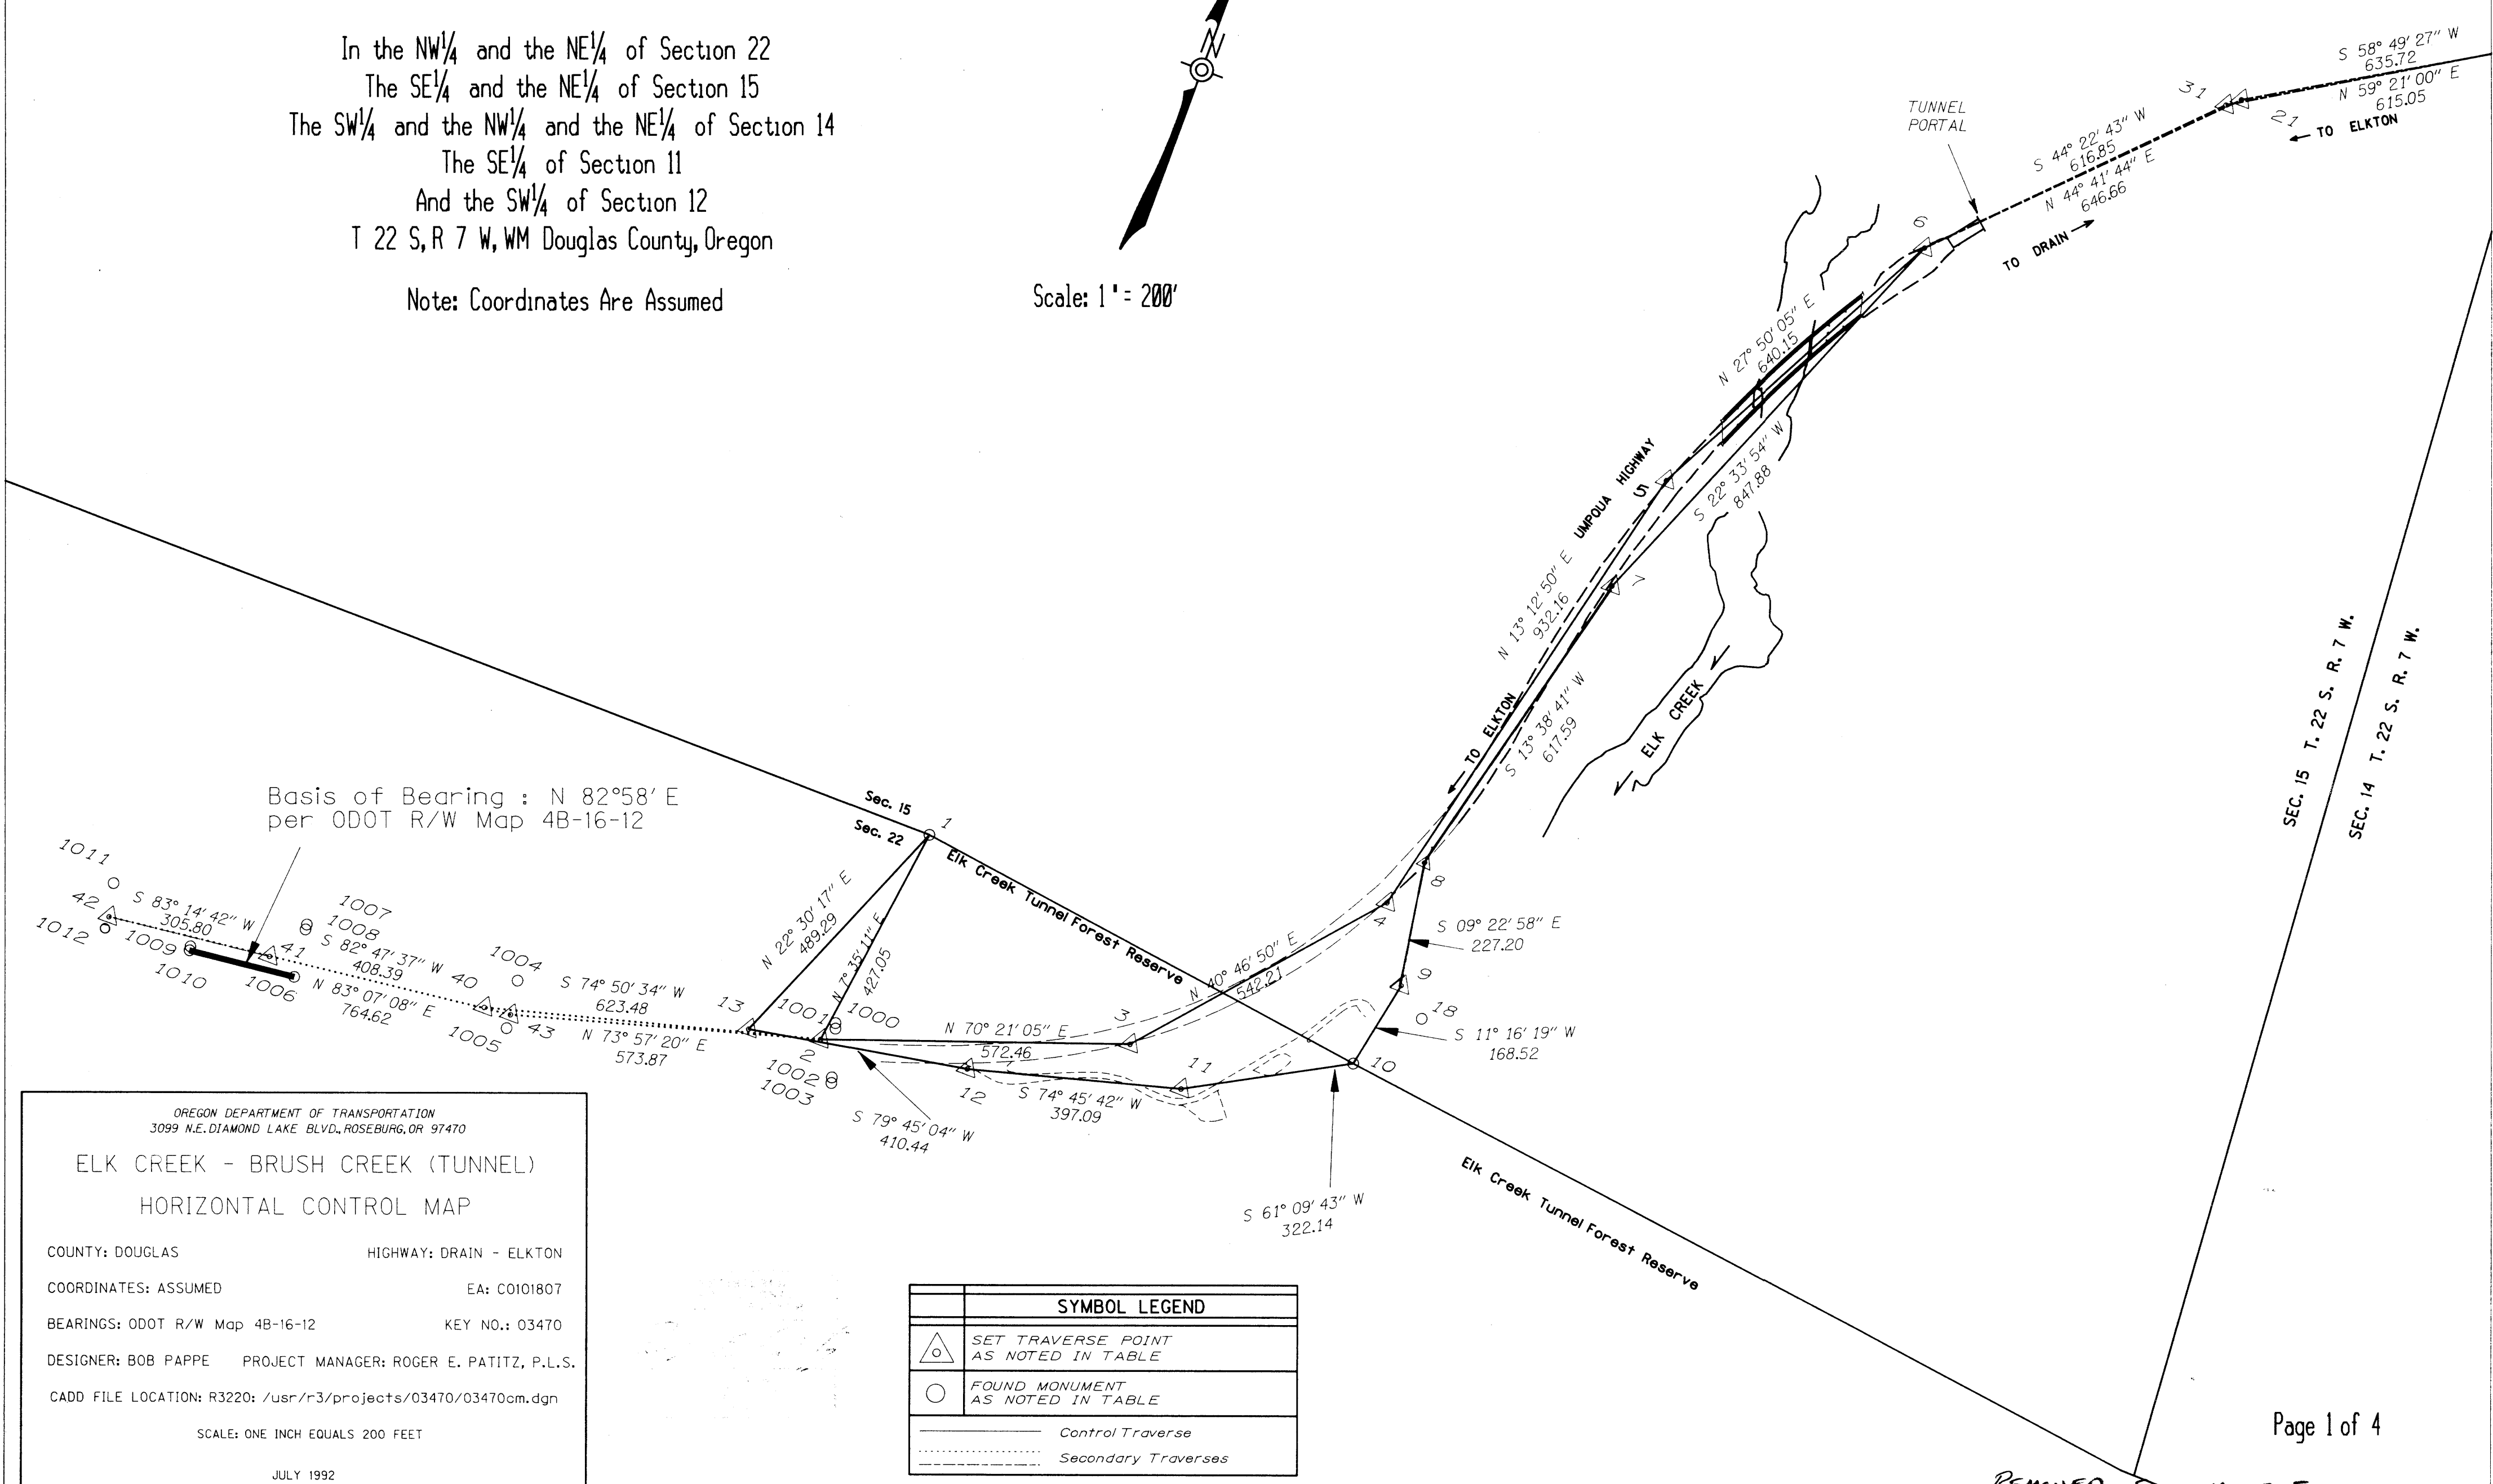 In the NW¼ and the NE¼ of Section 22
The SE¼ and the NE¼ of Section 15
The SW¼ and the NW¼ and the NE¼ of Section 14
The SE¼ of Section 11
And the SW¼ of Section 12
T 22 S, R 7 W, WM Douglas County, Oregon
Note: Coordinates Are Assumed
N
Scale: 1" = 200'
S 58° 49' 27" W
635.72
N 59° 21' 00" E
615.05
31
21
← TO ELKTON
TUNNEL
PORTAL
S 44° 22' 43" W
616.85
N 44° 41' 44" E
646.66
TO DRAIN →
6
N 27° 50' 05" E
640.15
S 22° 33' 54" W
847.88
UMPQUA HIGHWAY
5
7
N 13° 12' 50" E
932.16
S 13° 38' 41" W
617.59
← TO ELKTON
ELK CREEK
SEC. 15 T. 22 S. R. 7 W.
SEC. 14 T. 22 S. R. 7 W.
Basis of Bearing : N 82°58' E
per ODOT R/W Map 4B-16-12
Sec. 15
Sec. 22
1
Elk Creek Tunnel Forest Reserve
1011
42
1012
S 83° 14' 42" W
305.80
1009
1010
1007
1008
41
1006
S 82° 47' 37" W
408.39
N 83° 07' 08" E
764.62
40
1004
1005
43
S 74° 50' 34" W
623.48
N 73° 57' 20" E
573.87
13
N 22° 30' 17" E
489.29
N 7° 35' 11" E
427.05
1001
1000
2
1002
1003
N 70° 21' 05" E
572.46
3
N 40° 46' 50" E
542.21
4
8
S 09° 22' 58" E
227.20
9
18
S 11° 16' 19" W
168.52
10
11
12
S 74° 45' 42" W
397.09
S 79° 45' 04" W
410.44
S 61° 09' 43" W
322.14
Elk Creek Tunnel Forest Reserve
OREGON DEPARTMENT OF TRANSPORTATION
3099 N.E. DIAMOND LAKE BLVD., ROSEBURG, OR 97470
ELK CREEK - BRUSH CREEK (TUNNEL)
HORIZONTAL CONTROL MAP
COUNTY: DOUGLAS HIGHWAY: DRAIN - ELKTON
COORDINATES: ASSUMED EA: C0101807
BEARINGS: ODOT R/W Map 4B-16-12 KEY NO.: 03470
DESIGNER: BOB PAPPE PROJECT MANAGER: ROGER E. PATITZ, P.L.S.
CADD FILE LOCATION: R3220: /usr/r3/projects/03470/03470cm.dgn
SCALE: ONE INCH EQUALS 200 FEET
JULY 1992
SYMBOL LEGEND
SET TRAVERSE POINT
AS NOTED IN TABLE
FOUND MONUMENT
AS NOTED IN TABLE
Control Traverse
Secondary Traverses
Page 1 of 4